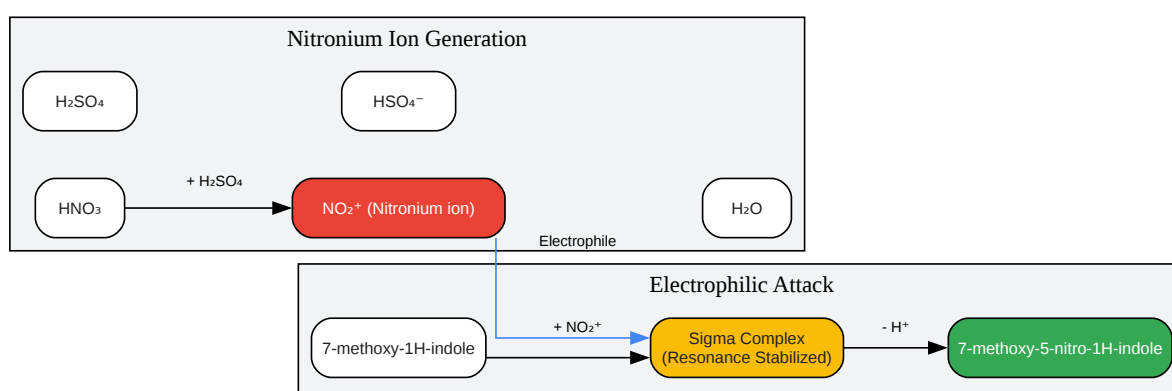 Nitronium Ion Generation
H₂SO₄
HSO₄⁻
HNO₃
+ H₂SO₄
NO₂⁺ (Nitronium ion)
H₂O
Electrophile
Electrophilic Attack
7-methoxy-1H-indole
+ NO₂⁺
Sigma Complex
(Resonance Stabilized)
- H⁺
7-methoxy-5-nitro-1H-indole